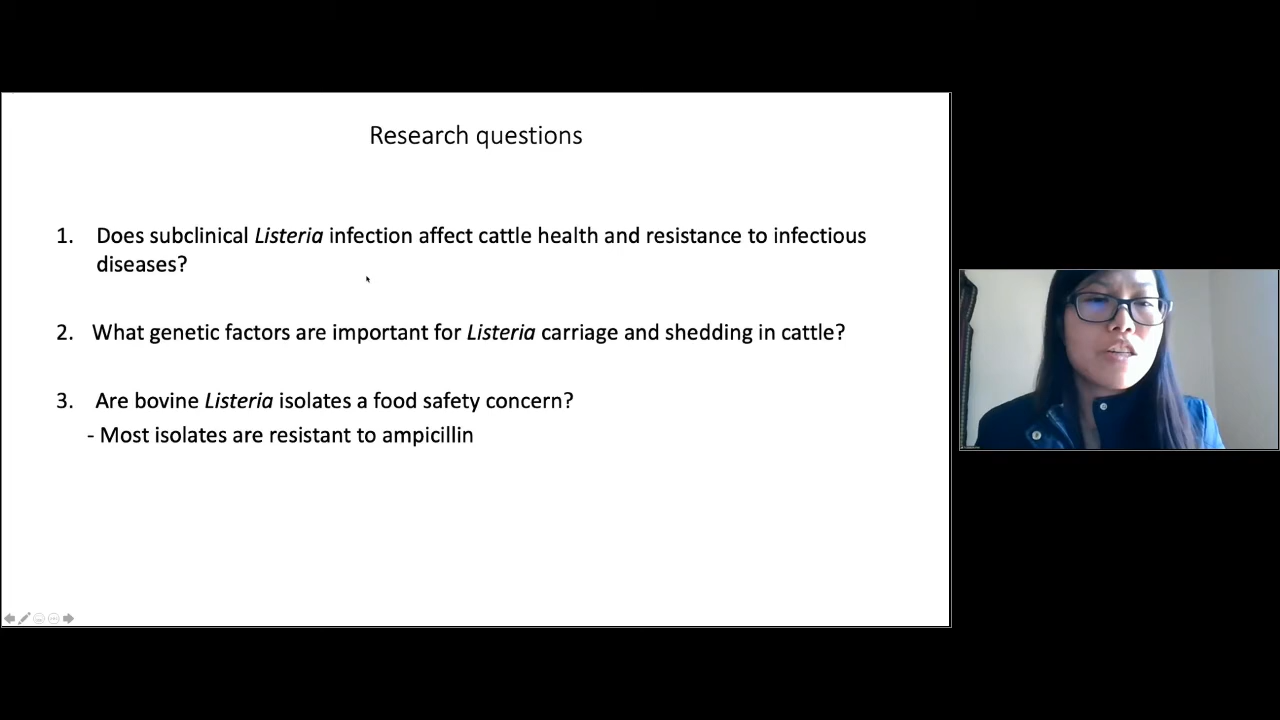 Research questions
1. Does subclinical Listeria infection affect cattle health and resistance to infectious
diseases?
2. What genetic factors are important for Listeria carriage and shedding in cattle?
3. Are bovine Listeria isolates a food safety concern?
- Most isolates are resistant to ampicillin